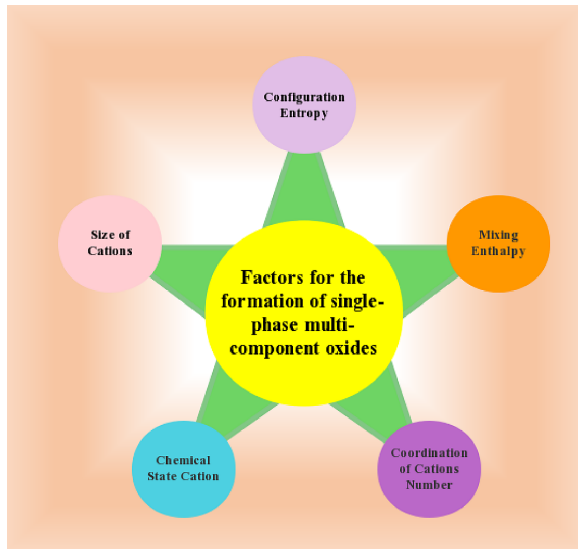 Configuration
Entropy
Size of
Cations
Mixing
Enthalpy
Factors for the
formation of single-
phase multi-
component oxides
Chemical
State Cation
Coordination
of Cations
Number